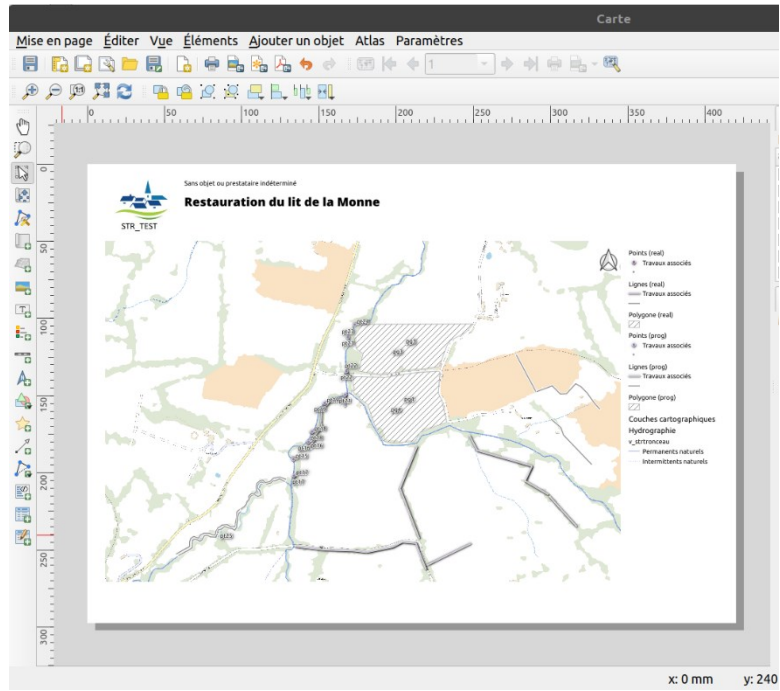 Carte
Mise en page Éditer Vue Éléments Ajouter un objet Atlas Paramètres
1
0 50 100 150 200 250 300 350 400
0
50
100
150
200
250
300
Sans objet ou prestataire indéterminé
Restauration du lit de la Monne
STR_TEST
Points (real)
Travaux associés
Lignes (real)
Travaux associés
Polygone (real)
Points (prog)
Travaux associés
Lignes (prog)
Travaux associés
Polygone (prog)
Couches cartographiques
Hydrographie
v_strtronceau
Permanents naturels
Intermittents naturels
x: 0 mm y: 240